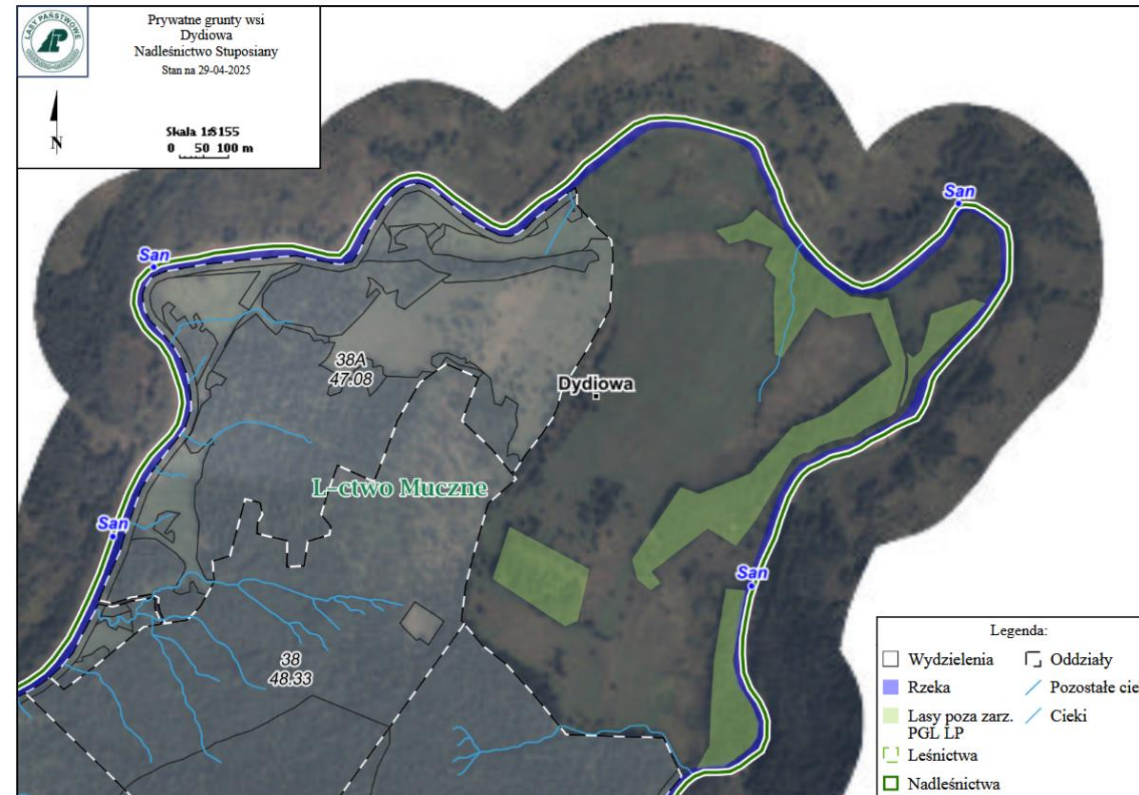 LASY PAŃSTWOWE
Prywatne grunty wsi
Dydiowa
Nadleśnictwo Stuposiany
Stan na 29-04-2025
N
Skala 1:8155
0 50 100 m
San
San
38A
47.08
Dydiowa
L-ctwo Muczne
San
San
38
48.33
Legenda:
Wydzielenia
Oddziały
Rzeka
Pozostałe cie
Lasy poza zarz.
PGL LP
Cieki
Leśnictwa
Nadleśnictwa